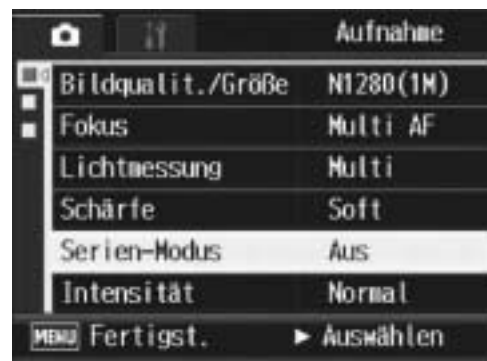 Aufnahme
Bildqualit./Größe N1280(1M)
Fokus Multi AF
Lichtmessung Multi
Schärfe Soft
Serien-Modus Aus
Intensität Normal
MENU Fertigst. ► Auswählen